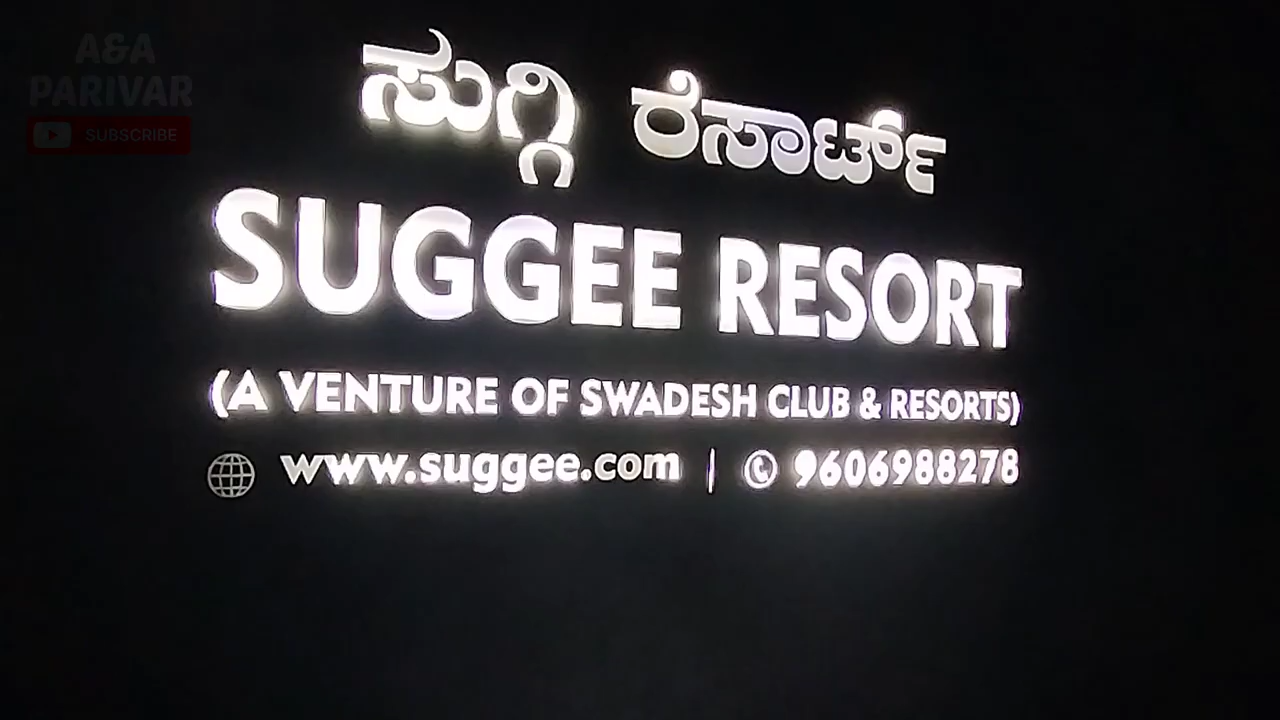 A&A
PARIVAR
SUBSCRIBE
ಸುಗ್ಗಿ ರೆಸಾರ್ಟ್
SUGGEE RESORT
(A VENTURE OF SWADESH CLUB & RESORTS)
www.suggee.com | 9606988278